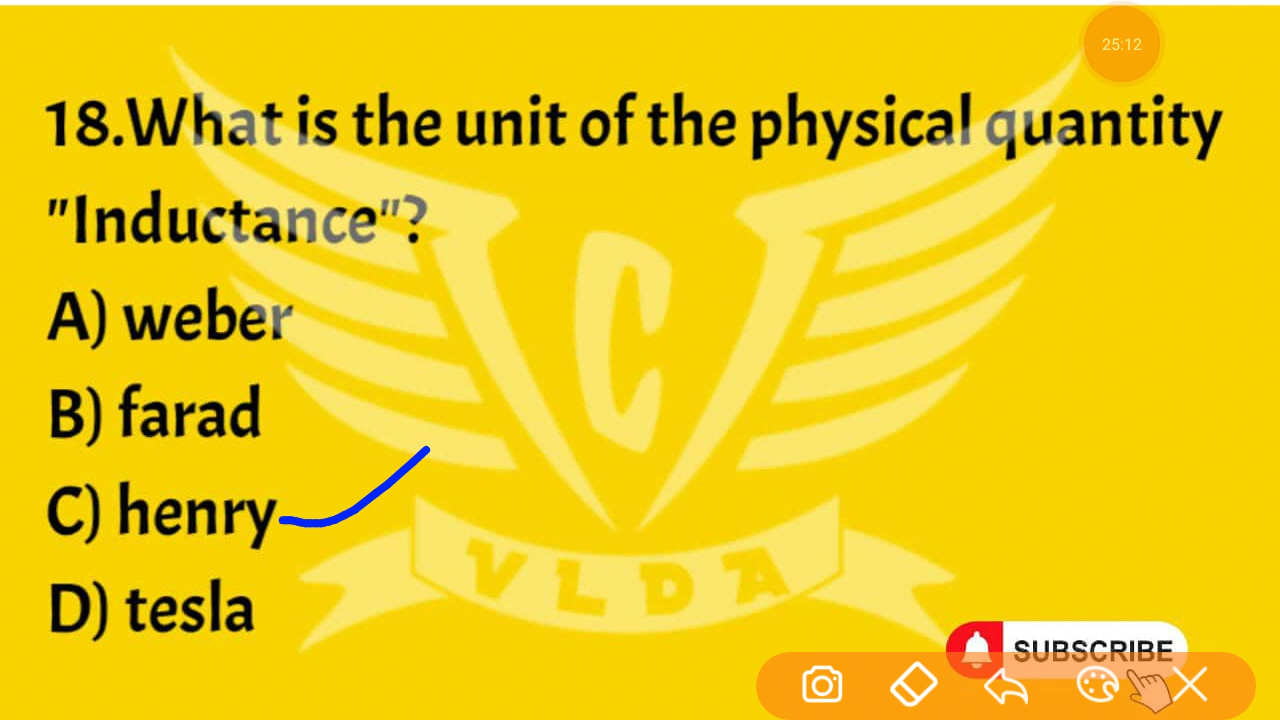 25:12
18.What is the unit of the physical quantity
"Inductance"?
A) weber
B) farad
C) henry
D) tesla
C
VLDA
SUBSCRIBE